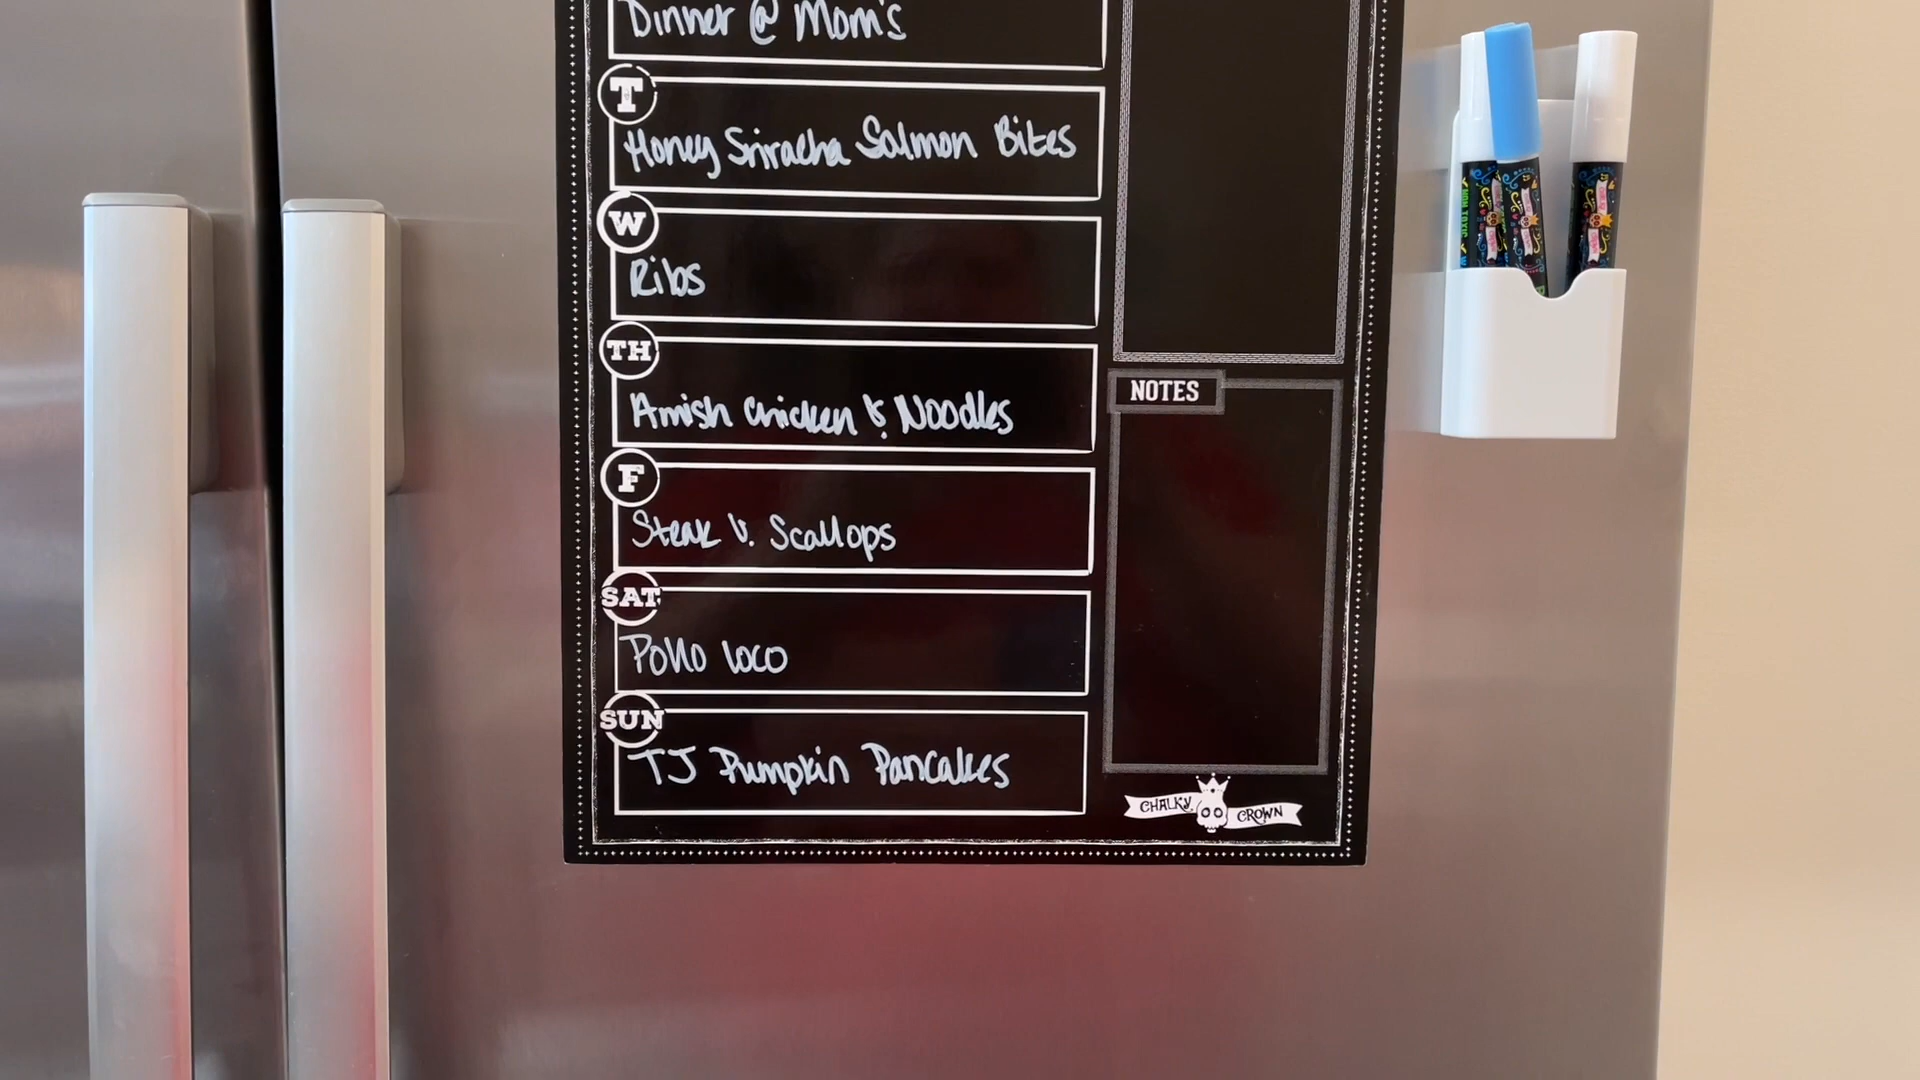 Dinner @ Mom's
T
Honey Sriracha Salmon Bites
W
Ribs
TH
Amish Chicken & Noodles
F
Steak & Scallops
SAT
Pollo loco
SUN
TJ Pumpkin Pancakes
NOTES
CHALKY CROWN